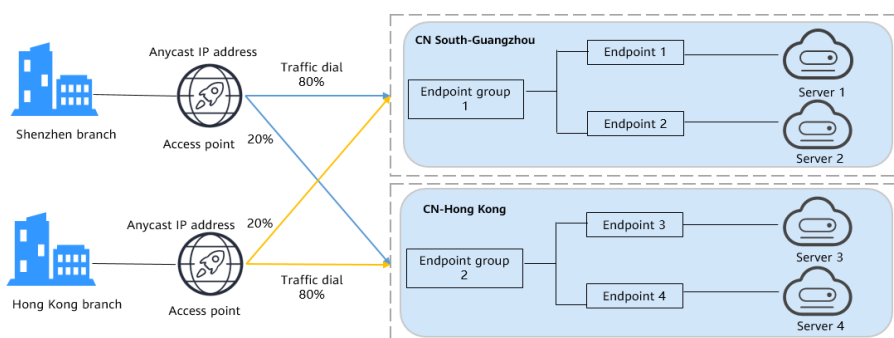 CN South-Guangzhou
Anycast IP address
Traffic dial
80%
Endpoint 1
Endpoint group
1
Server 1
Shenzhen branch
Access point
20%
Endpoint 2
Server 2
CN-Hong Kong
Anycast IP address
20%
Endpoint 3
Endpoint group
2
Server 3
Traffic dial
80%
Endpoint 4
Hong Kong branch
Access point
Server 4